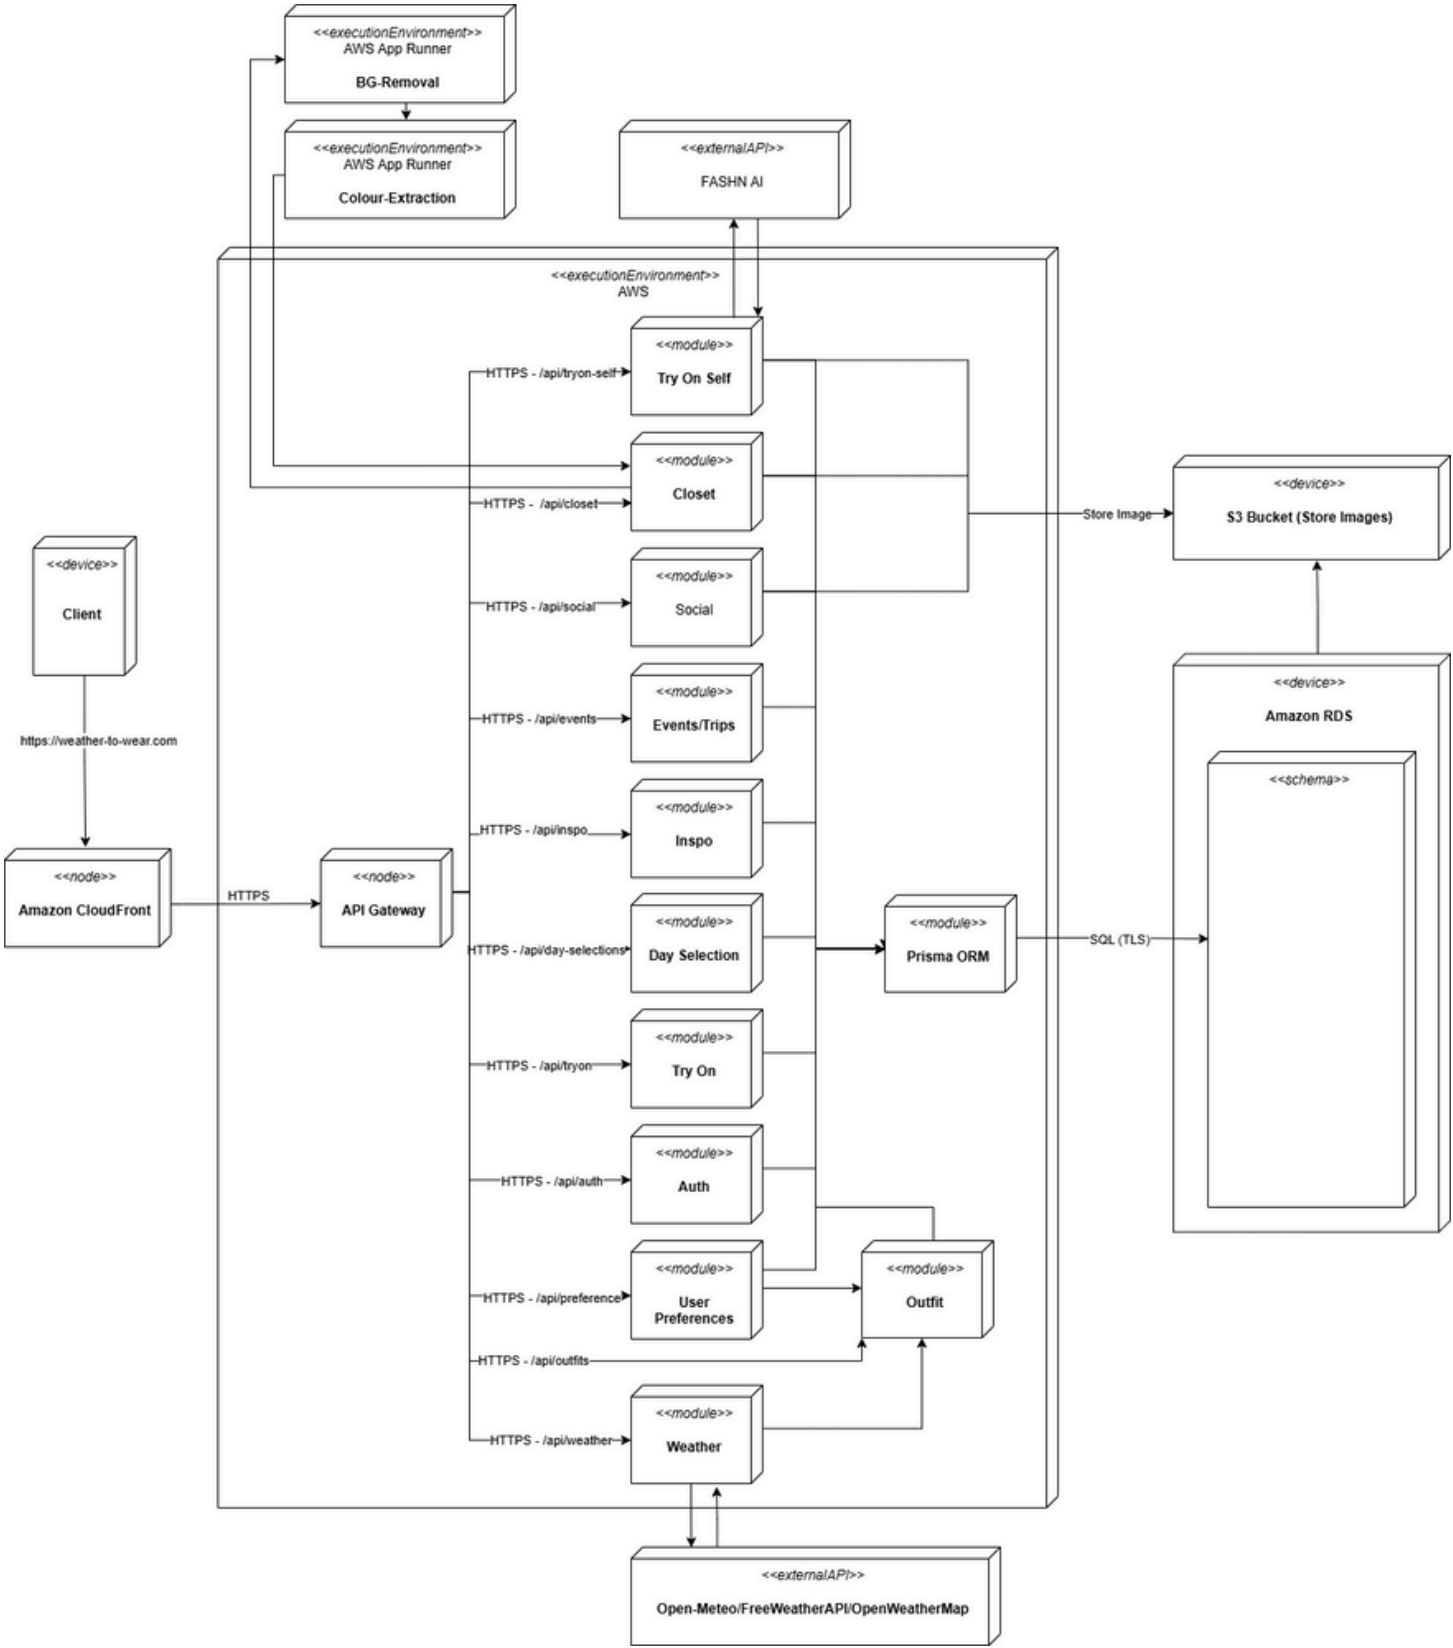 <<executionEnvironment>>
AWS App Runner
BG-Removal
<<executionEnvironment>>
AWS App Runner
Colour-Extraction
<<externalAPI>>
FASHN AI
<<executionEnvironment>>
AWS
<<module>>
Try On Self
HTTPS - /api/tryon-self
<<module>>
Closet
HTTPS - /api/closet
<<module>>
Social
HTTPS - /api/social
<<module>>
Events/Trips
HTTPS - /api/events
<<module>>
Inspo
HTTPS - /api/inspo
<<module>>
Day Selection
HTTPS - /api/day-selections
<<module>>
Try On
HTTPS - /api/tryon
<<module>>
Auth
HTTPS - /api/auth
<<module>>
User
Preferences
HTTPS - /api/preference
<<module>>
Outfit
HTTPS - /api/outfits
<<module>>
Weather
HTTPS - /api/weather
<<device>>
Client
https://weather-to-wear.com
<<node>>
Amazon CloudFront
HTTPS
<<node>>
API Gateway
<<module>>
Prisma ORM
SQL (TLS)
Store Image
<<device>>
S3 Bucket (Store Images)
<<device>>
Amazon RDS
<<schema>>
<<externalAPI>>
Open-Meteo/FreeWeatherAPI/OpenWeatherMap